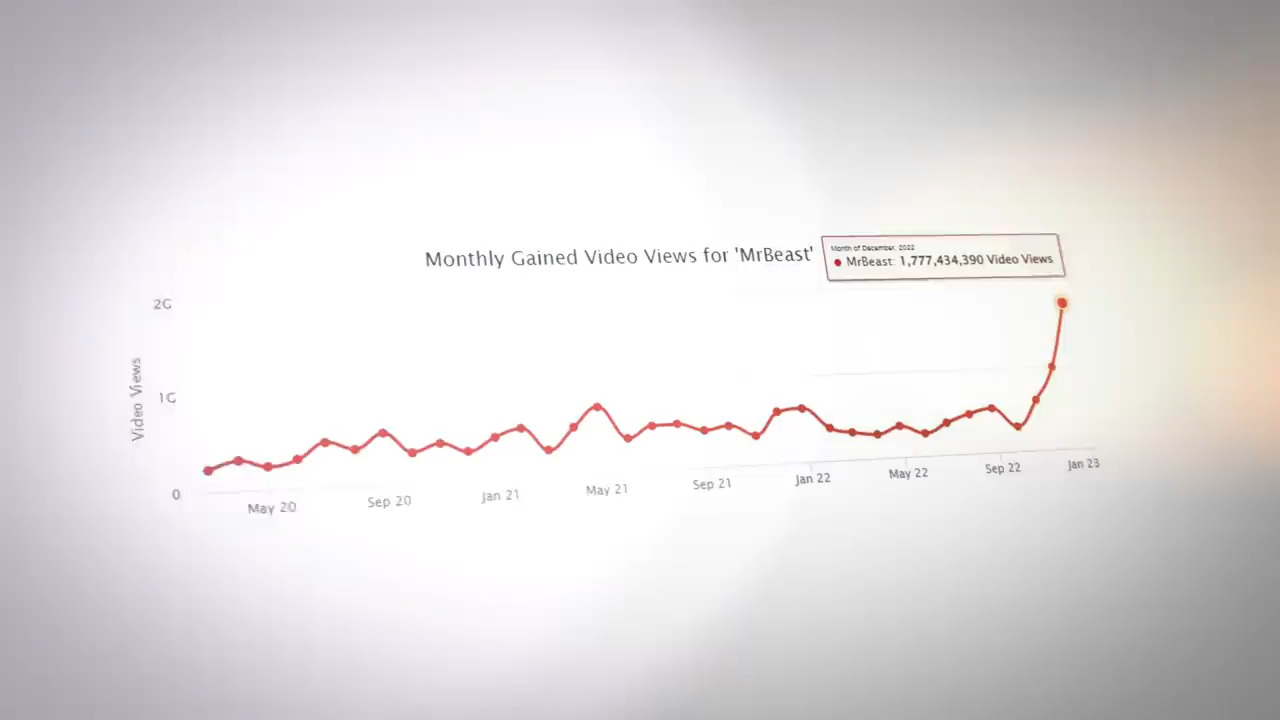 Monthly Gained Video Views for 'MrBeast'
Month of December, 2022
MrBeast: 1,777,434,390 Video Views
2G
1G
0
Video Views
May 20
Sep 20
Jan 21
May 21
Sep 21
Jan 22
May 22
Sep 22
Jan 23